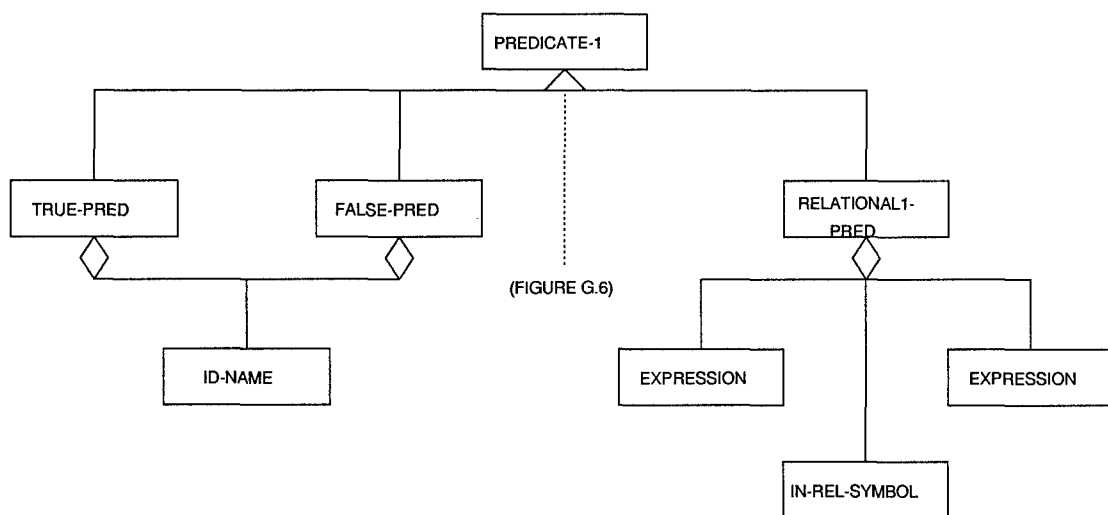 PREDICATE-1
TRUE-PRED
FALSE-PRED
RELATIONAL1-
PRED
(FIGURE G.6)
ID-NAME
EXPRESSION
EXPRESSION
IN-REL-SYMBOL